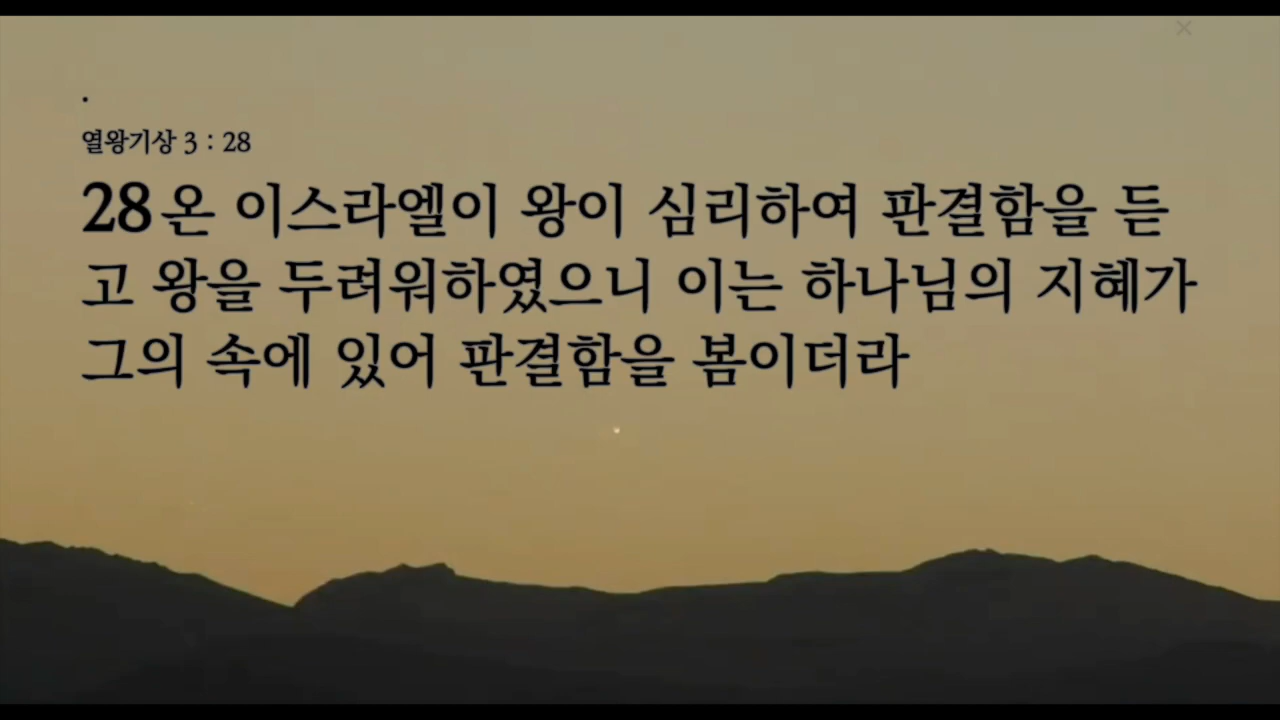 .
열왕기상 3 : 28
28 온 이스라엘이 왕이 심리하여 판결함을 듣
고 왕을 두려워하였으니 이는 하나님의 지혜가
그의 속에 있어 판결함을 봄이더라